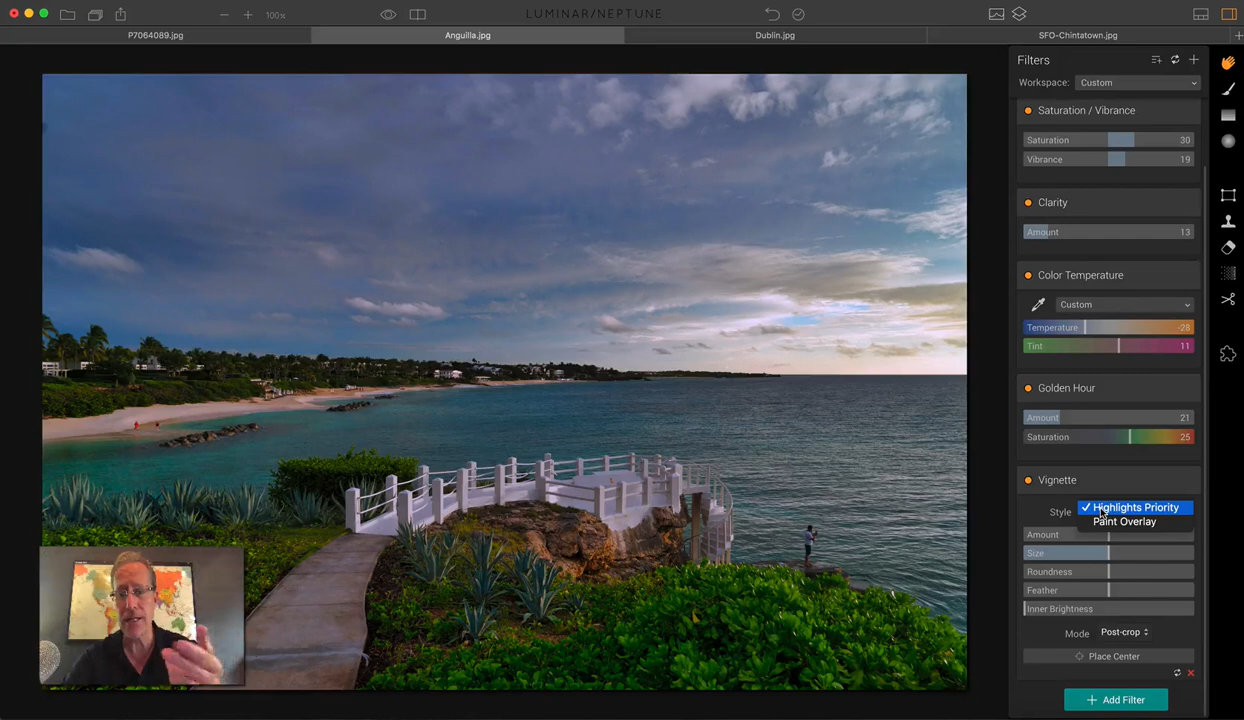 100%
LUMINAR/NEPTUNE
P7064089.jpg
Anguilla.jpg
Dublin.jpg
SFO-Chintatown.jpg
Filters
Workspace: Custom
Saturation / Vibrance
Saturation 30
Vibrance 19
Clarity
Amount 13
Color Temperature
Custom
Temperature -28
Tint 11
Golden Hour
Amount 21
Saturation 25
Vignette
Style Highlights Priority
Paint Overlay
Amount
Size
Roundness
Feather
Inner Brightness
Mode Post-crop
Place Center
Add Filter